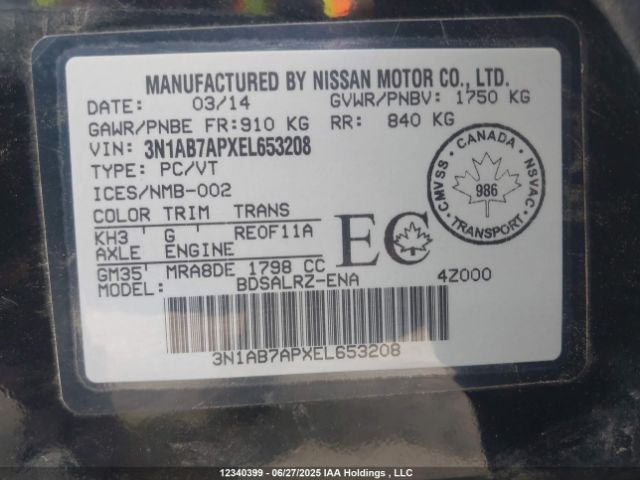 MANUFACTURED BY NISSAN MOTOR CO., LTD.
DATE: 03/14 GVWR/PNBV: 1750 KG
GAWR/PNBE FR:910 KG RR: 840 KG
VIN: 3N1AB7APXEL653208
TYPE: PC/VT
ICES/NMB-002
COLOR TRIM TRANS
KH3 G RE0F11A
AXLE ENGINE
GM35 MRA8DE 1798 CC
MODEL: BDSALRZ-ENA 4Z000
EC
CANADA
CMVSS 986 NSVAC
TRANSPORT
3N1AB7APXEL653208
12340399 - 06/27/2025 IAA Holdings , LLC